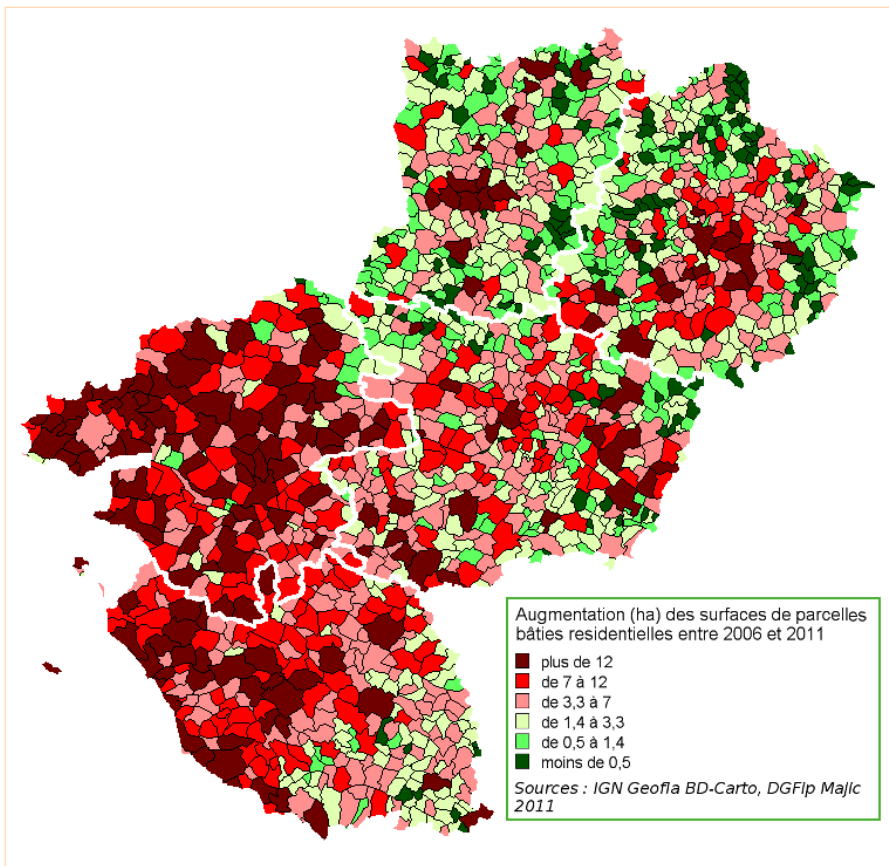 Augmentation (ha) des surfaces de parcelles
bâties residentielles entre 2006 et 2011
plus de 12
de 7 à 12
de 3,3 à 7
de 1,4 à 3,3
de 0,5 à 1,4
moins de 0,5
Sources : IGN Geofla BD-Carto, DGFIp Majic
2011